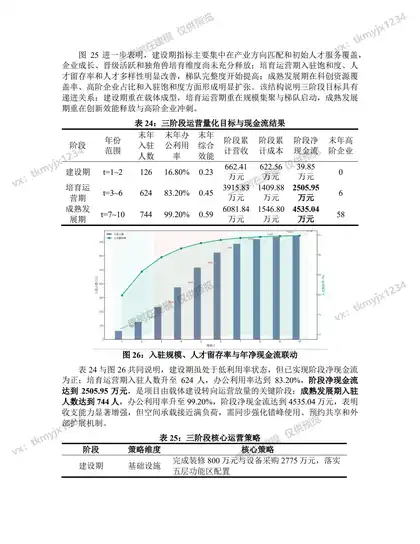 图 25 进一步表明，建设期指标主要集中在产业方向匹配和初始人才服务覆盖，
企业成长、晋级活跃和独角兽培育维度尚未充分释放；培育运营期入驻饱和度、人
才留存率和人才多样性明显改善，梯队完整度开始提高；成熟发展期在科创资源覆
盖率、高阶企业占比和入驻饱和度方面形成明显扩张。该结构说明三阶段目标具有
递进关系：建设期重在载体成型，培育运营期重在规模集聚与梯队启动，成熟发展
期重在创新效能释放与高阶企业冲刺。
表 24：三阶段运营量化目标与现金流结果
阶段 年份范围 末年入驻人数 末年办公利用率 末年综合效能 阶段累计营收 阶段累计成本 阶段净现金流 末年高阶企业
建设期 t=1~2 126 16.80% 0.23 662.41万元 622.56万元 39.85万元 0
培育运营期 t=3~6 624 83.20% 0.45 3915.83万元 1409.88万元 2505.95万元 6
成熟发展期 t=7~10 744 99.20% 0.59 6081.84万元 1546.80万元 4535.04万元 58
图 26：入驻规模、人才留存率与年净现金流联动
表 24 与图 26 共同说明，建设期虽处于低利用率状态，但已实现阶段净现金流
为正；培育运营期入驻人数升至 624 人，办公利用率达到 83.20%，阶段净现金流
达到 2505.95 万元，是项目由载体建设转向运营放量的关键阶段；成熟发展期入驻
人数达到 744 人，办公利用率升至 99.20%，阶段净现金流达到 4535.04 万元，表明
收支能力显著增强，但空间承载接近满负荷，需同步强化错峰使用、预约共享和外
部扩展机制。
表 25：三阶段核心运营策略
阶段 策略维度 核心策略
建设期 基础设施 完成装修 800 万元与设备采购 2775 万元，落实
五层功能区配置
vx: tkmyjx1234
仅供预览